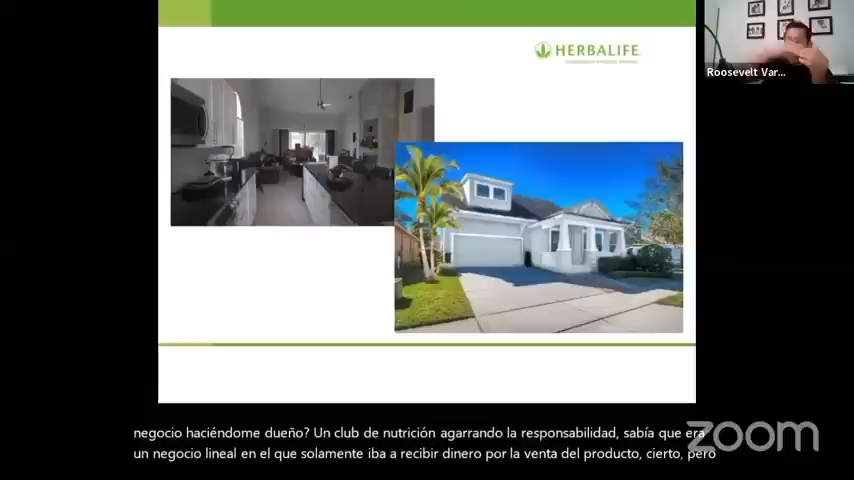 HERBALIFE
Roosevelt Var...
negocio haciéndome dueño? Un club de nutrición agarrando la responsabilidad, sabía que era
un negocio lineal en el que solamente iba a recibir dinero por la venta del producto, cierto, pero
zoom